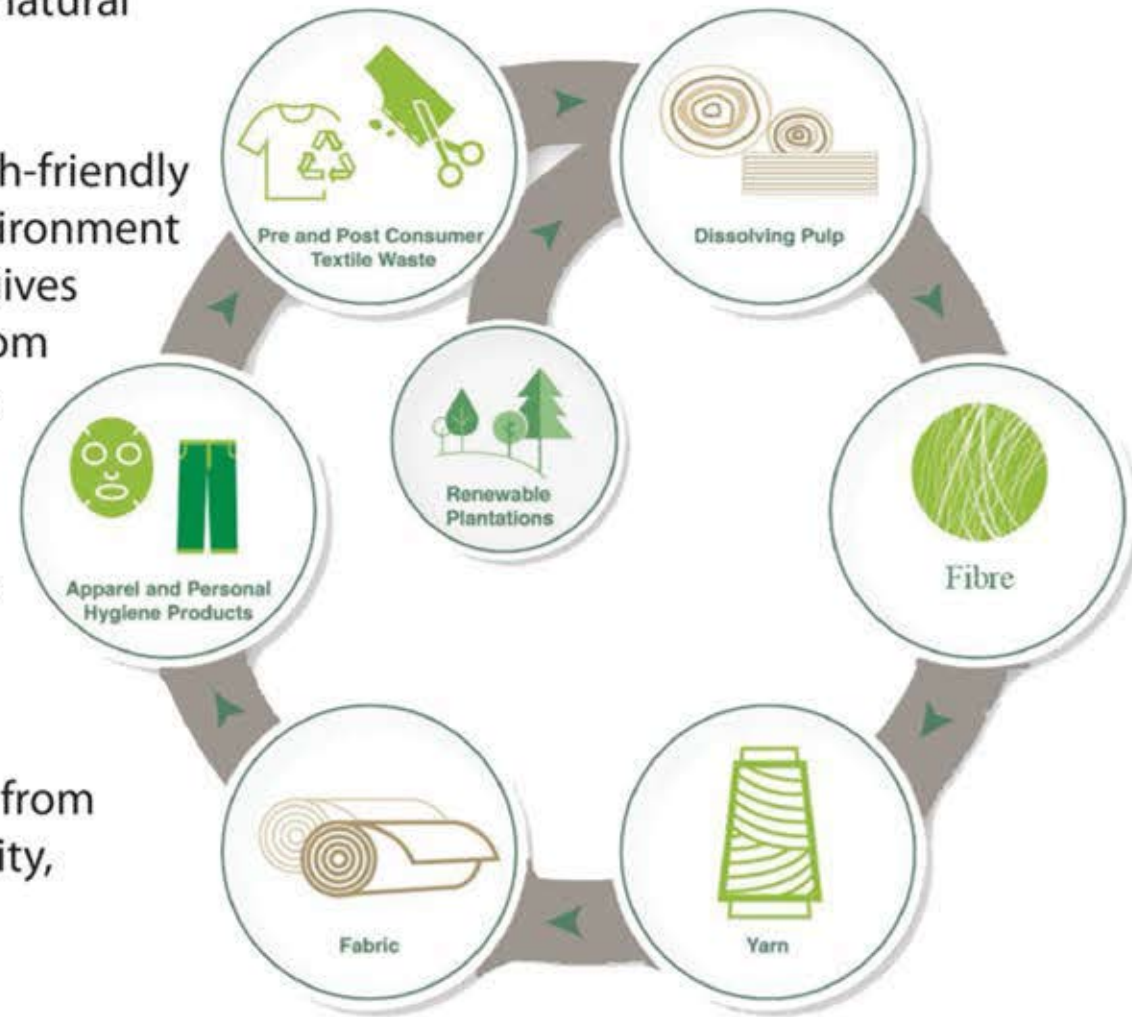 natural
h-friendly
ironment
ives
om
from
ity,
Pre and Post Consumer
Textile Waste
Dissolving Pulp
Renewable
Plantations
Fibre
Apparel and Personal
Hygiene Products
Fabric
Yarn